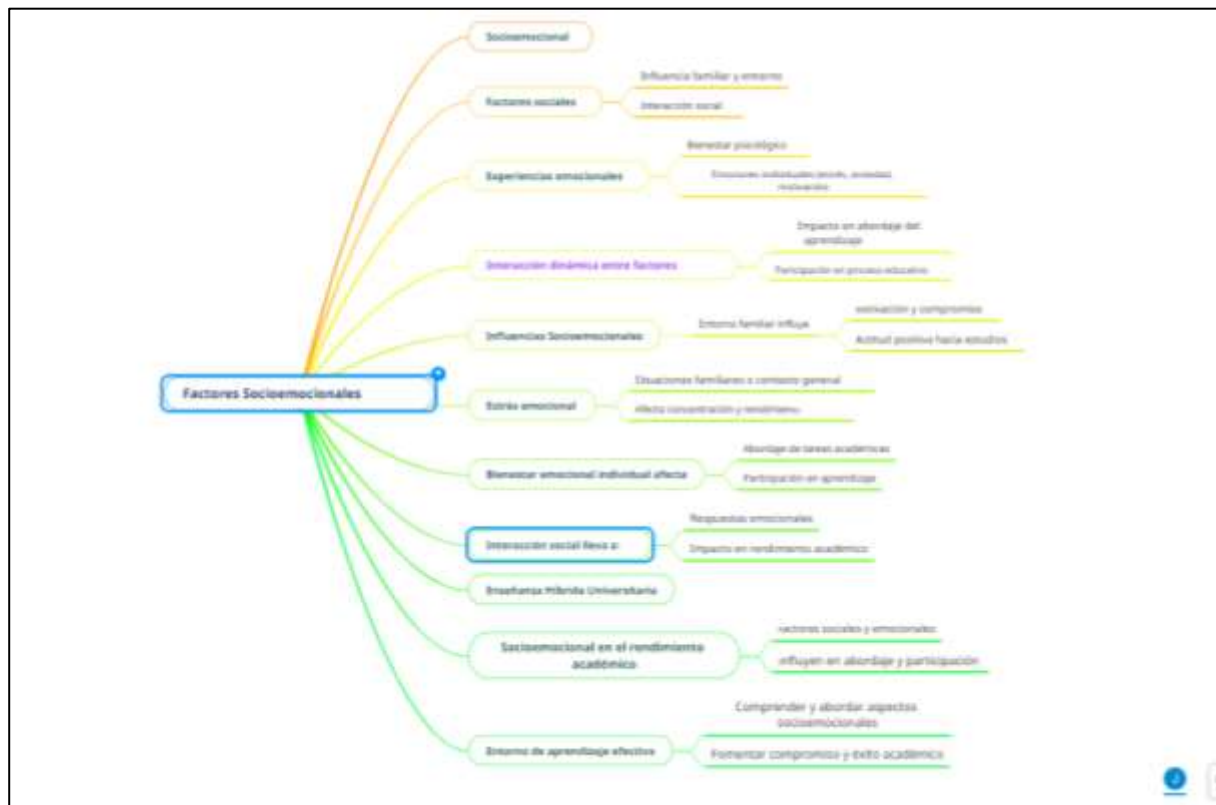 Socioemocional
Influencia familiar y entorno
Factores sociales
Interacción social
Bienestar psicológico
Experiencias emocionales
Emociones individuales (estrés, ansiedad,
motivación)
Impacto en abordaje del
aprendizaje
Interacción dinámica entre factores
Participación en proceso educativo
motivación y compromiso
Entorno familiar influye
Influencias Socioemocionales
Actitud positiva hacia estudios
Situaciones familiares o contexto general
Factores Socioemocionales
Estrés emocional
Afecta concentración y rendimiento
Abordaje de tareas académicas
Bienestar emocional individual afecta
Participación en aprendizaje
Respuestas emocionales
Interacción social lleva a:
Impacto en rendimiento académico
Enseñanza Híbrida Universitaria
Factores sociales y emocionales
Socioemocional en el rendimiento
académico
influyen en abordaje y participación
Comprender y abordar aspectos
socioemocionales
Entorno de aprendizaje efectivo
Fomentar compromiso y éxito académico